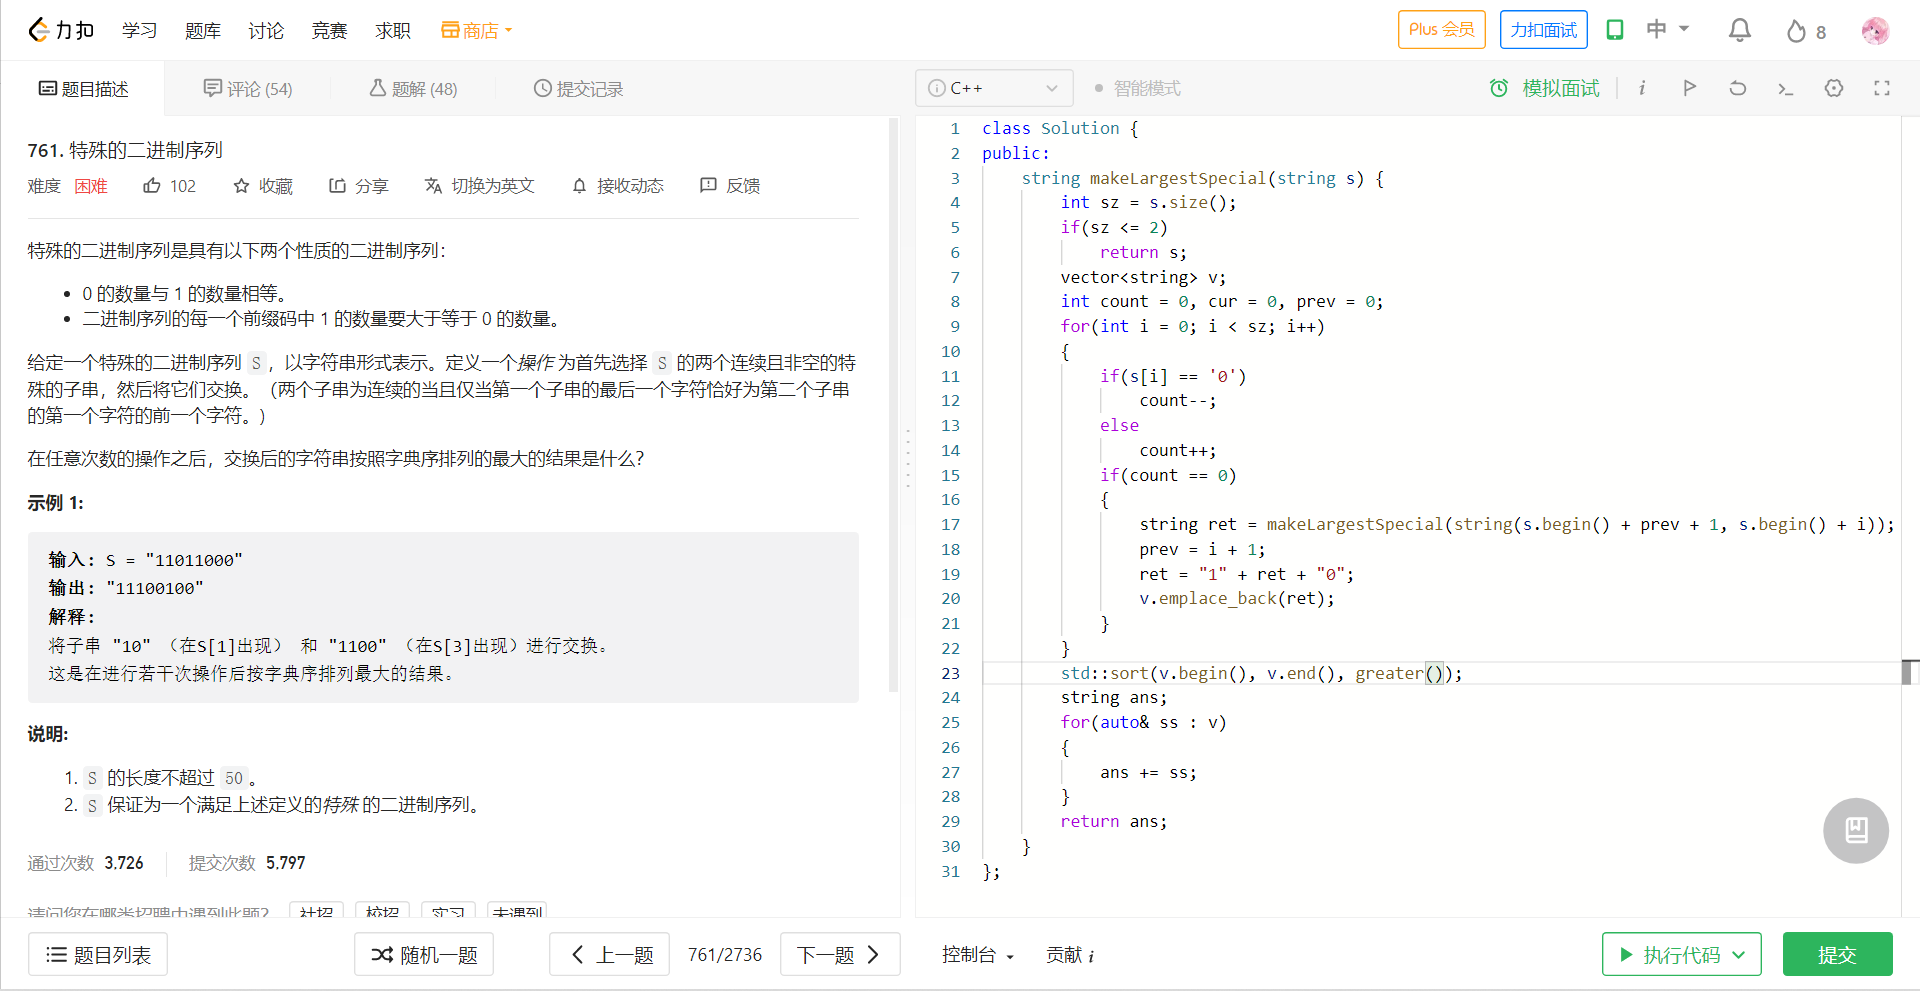 力扣 学习 题库 讨论 竞赛 求职 商店 Plus 会员 力扣面试 中 8
题目描述 评论 (54) 题解 (48) 提交记录
C++ 智能模式 模拟面试 i
761. 特殊的二进制序列
难度 困难 102 收藏 分享 切换为英文 接收动态 反馈
特殊的二进制序列是具有以下两个性质的二进制序列：
• 0 的数量与 1 的数量相等。
• 二进制序列的每一个前缀码中 1 的数量要大于等于 0 的数量。
给定一个特殊的二进制序列 S，以字符串形式表示。定义一个操作 为首先选择 S 的两个连续且非空的特
殊的子串，然后将它们交换。（两个子串为连续的当且仅当第一个子串的最后一个字符恰好为第二个子串
的第一个字符的前一个字符。)
在任意次数的操作之后，交换后的字符串按照字典序排列的最大的结果是什么？
示例 1:
输入: S = "11011000"
输出: "11100100"
解释:
将子串 "10" （在S[1]出现） 和 "1100" （在S[3]出现）进行交换。
这是在进行若干次操作后按字典序排列最大的结果。
说明:
1. S 的长度不超过 50。
2. S 保证为一个满足上述定义的特殊 的二进制序列。
通过次数 3,726 提交次数 5,797
请问您在哪类招聘中遇到此题？ 社招 校招 实习 未遇到
题目列表 随机一题 上一题 761/2736 下一题
1 class Solution {
2 public:
3 string makeLargestSpecial(string s) {
4 int sz = s.size();
5 if(sz <= 2)
6 return s;
7 vector<string> v;
8 int count = 0, cur = 0, prev = 0;
9 for(int i = 0; i < sz; i++)
10 {
11 if(s[i] == '0')
12 count--;
13 else
14 count++;
15 if(count == 0)
16 {
17 string ret = makeLargestSpecial(string(s.begin() + prev + 1, s.begin() + i));
18 prev = i + 1;
19 ret = "1" + ret + "0";
20 v.emplace_back(ret);
21 }
22 }
23 std::sort(v.begin(), v.end(), greater());
24 string ans;
25 for(auto& ss : v)
26 {
27 ans += ss;
28 }
29 return ans;
30 }
31 };
控制台 贡献 i 执行代码 提交